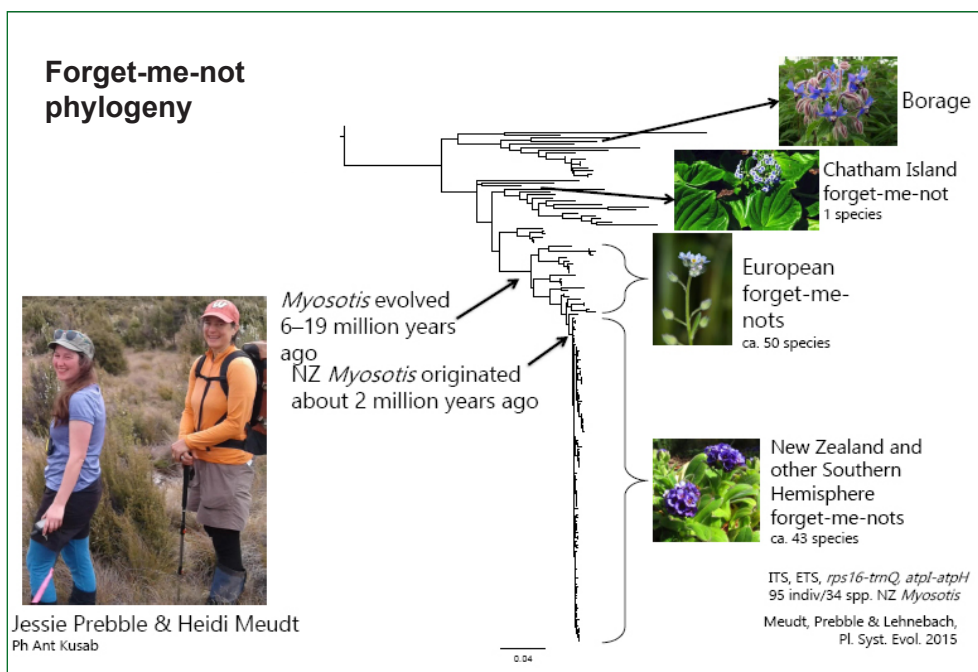 Forget-me-not
phylogeny
Borage
Chatham Island
forget-me-not
1 species
European
forget-me-
nots
ca. 50 species
Myosotis evolved
6–19 million years
ago
NZ Myosotis originated
about 2 million years ago
New Zealand and
other Southern
Hemisphere
forget-me-nots
ca. 43 species
ITS, ETS, rps16-trnQ, atpI-atpH
95 indiv/34 spp. NZ Myosotis
Meudt, Prebble & Lehnebach,
Pl. Syst. Evol. 2015
Jessie Prebble & Heidi Meudt
Ph Ant Kusab
0.04